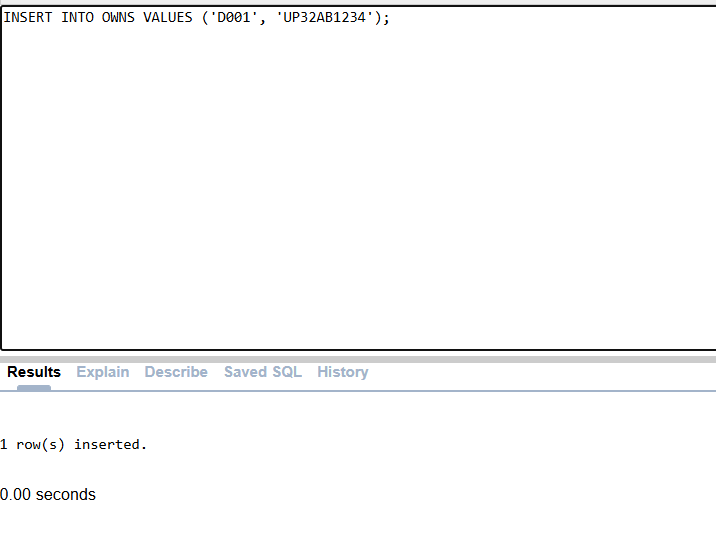 INSERT INTO OWNS VALUES ('D001', 'UP32AB1234');
Results Explain Describe Saved SQL History
1 row(s) inserted.
0.00 seconds